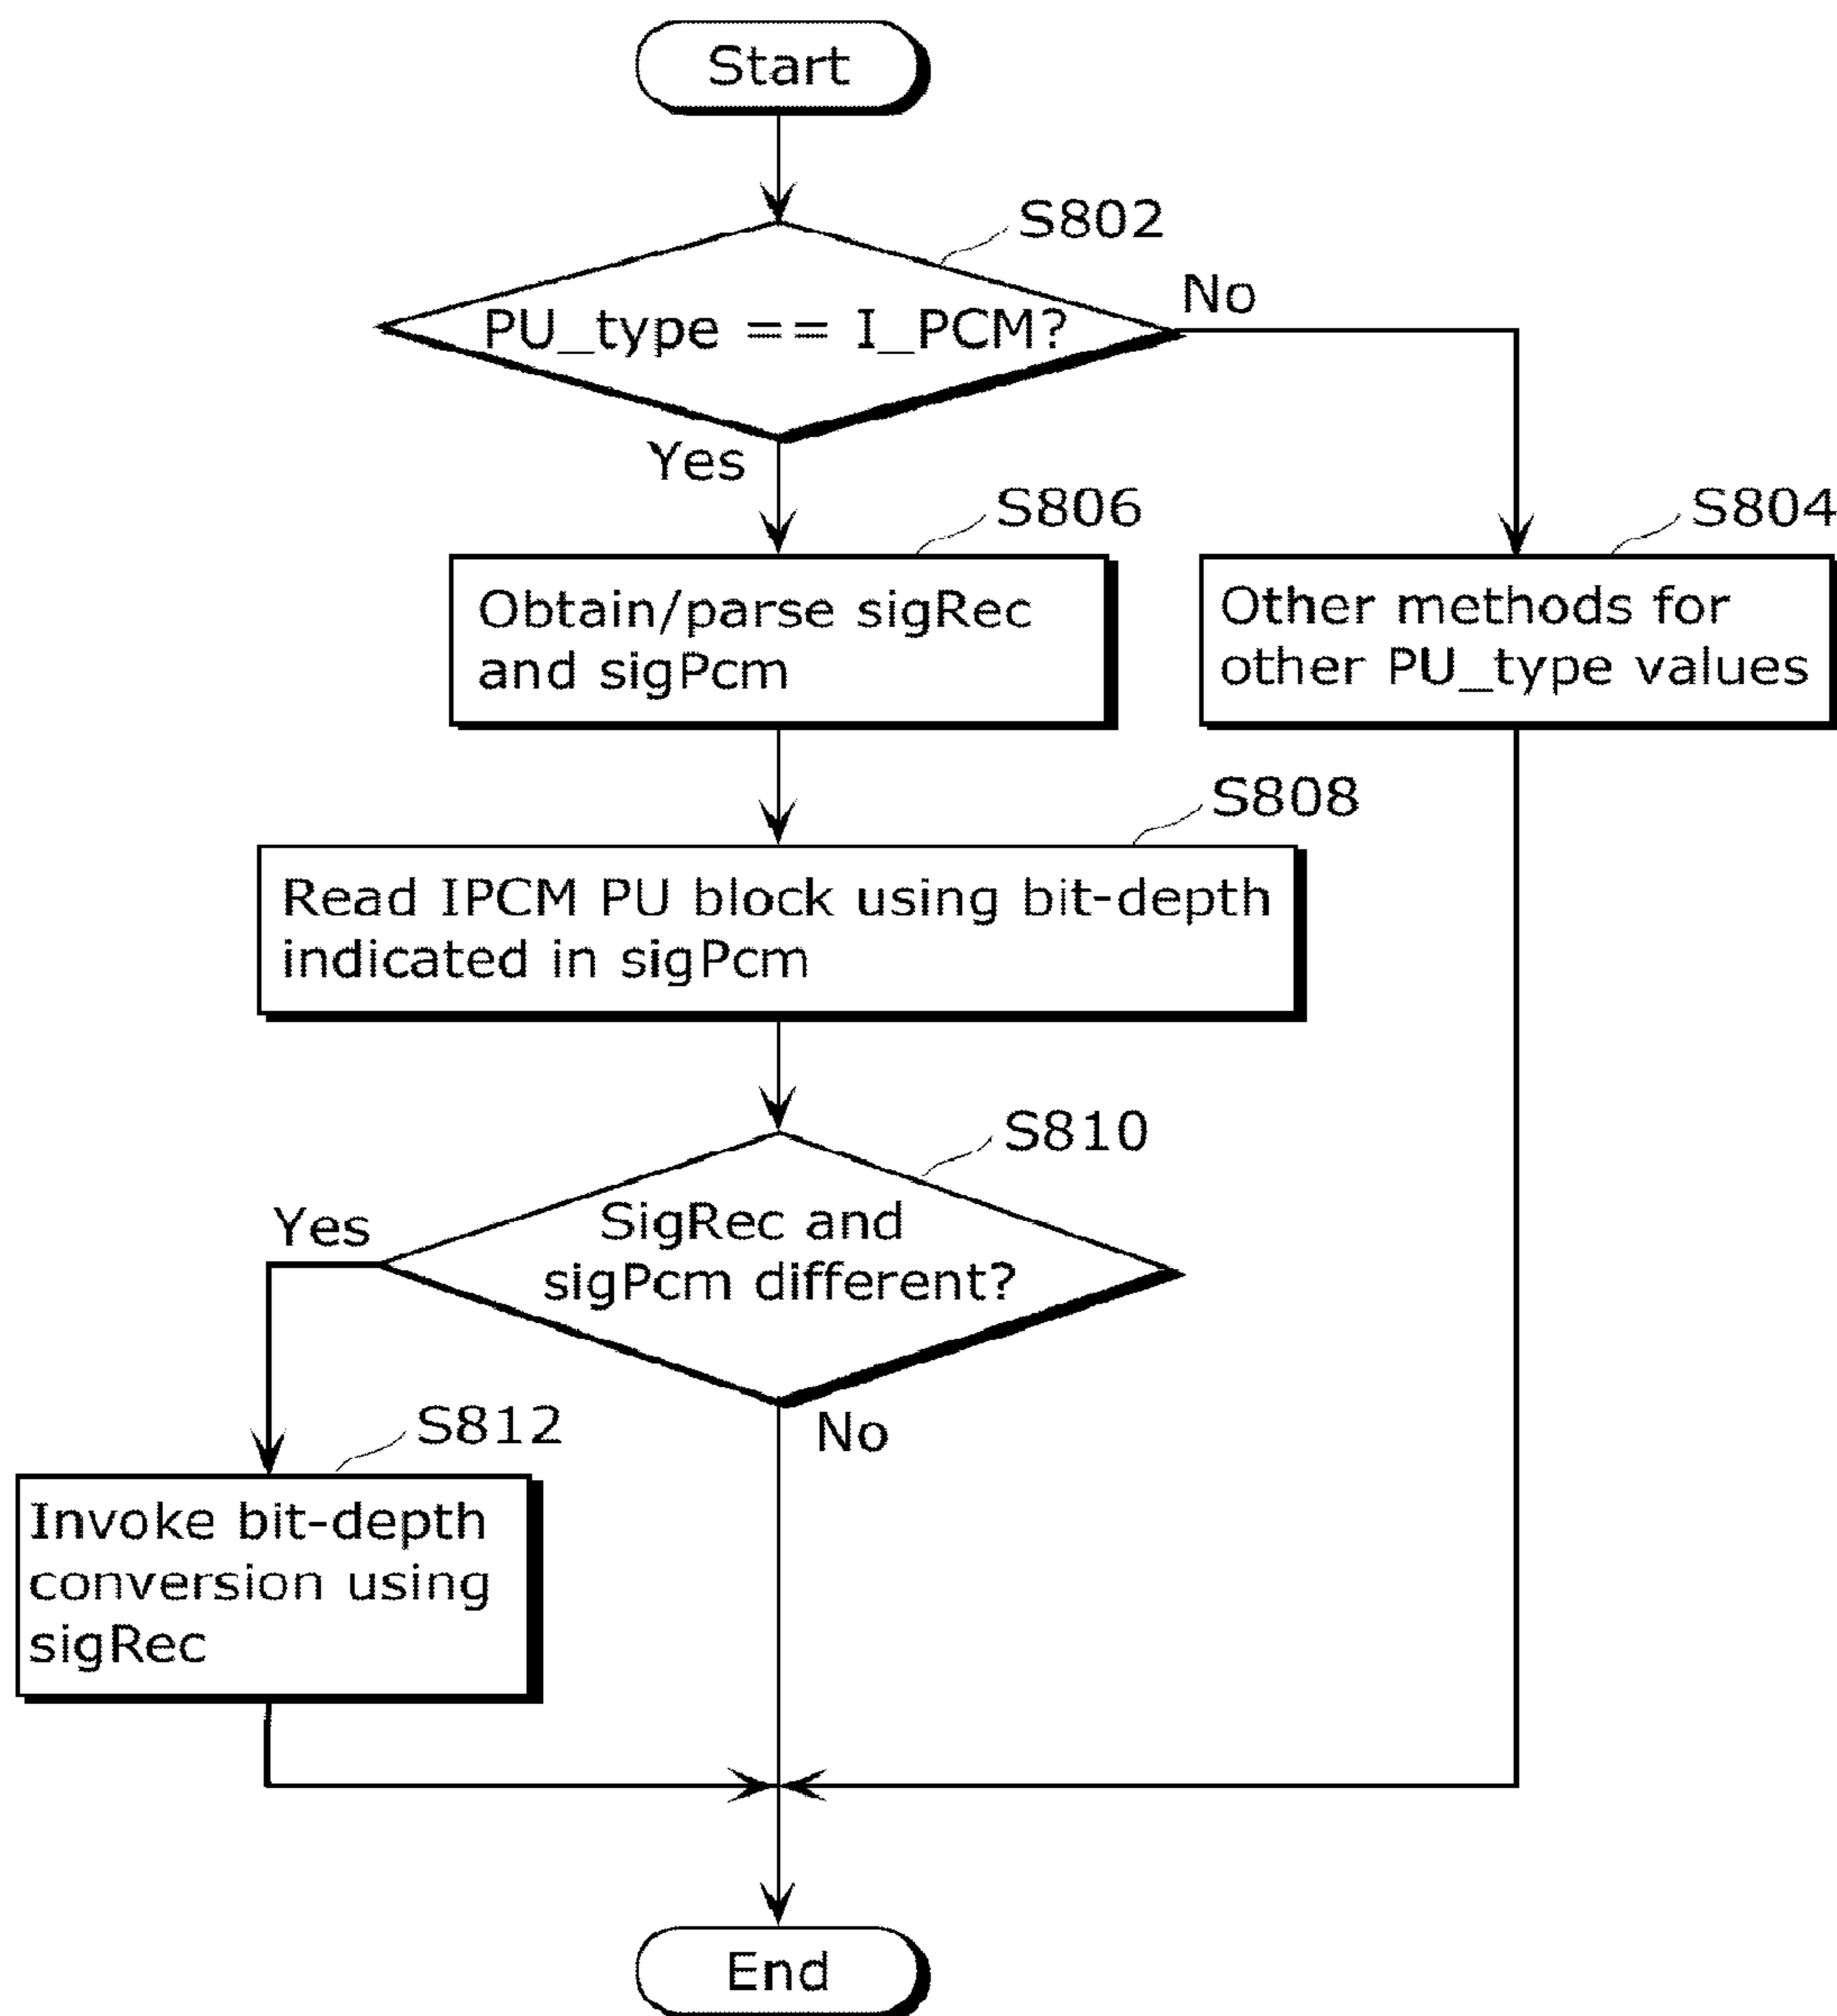 Start
S802
PU_type == I_PCM?
No
Yes
S806
S804
Obtain/parse sigRec
and sigPcm
Other methods for
other PU_type values
S808
Read IPCM PU block using bit-depth
indicated in sigPcm
S810
SigRec and
sigPcm different?
Yes
No
S812
Invoke bit-depth
conversion using
sigRec
End